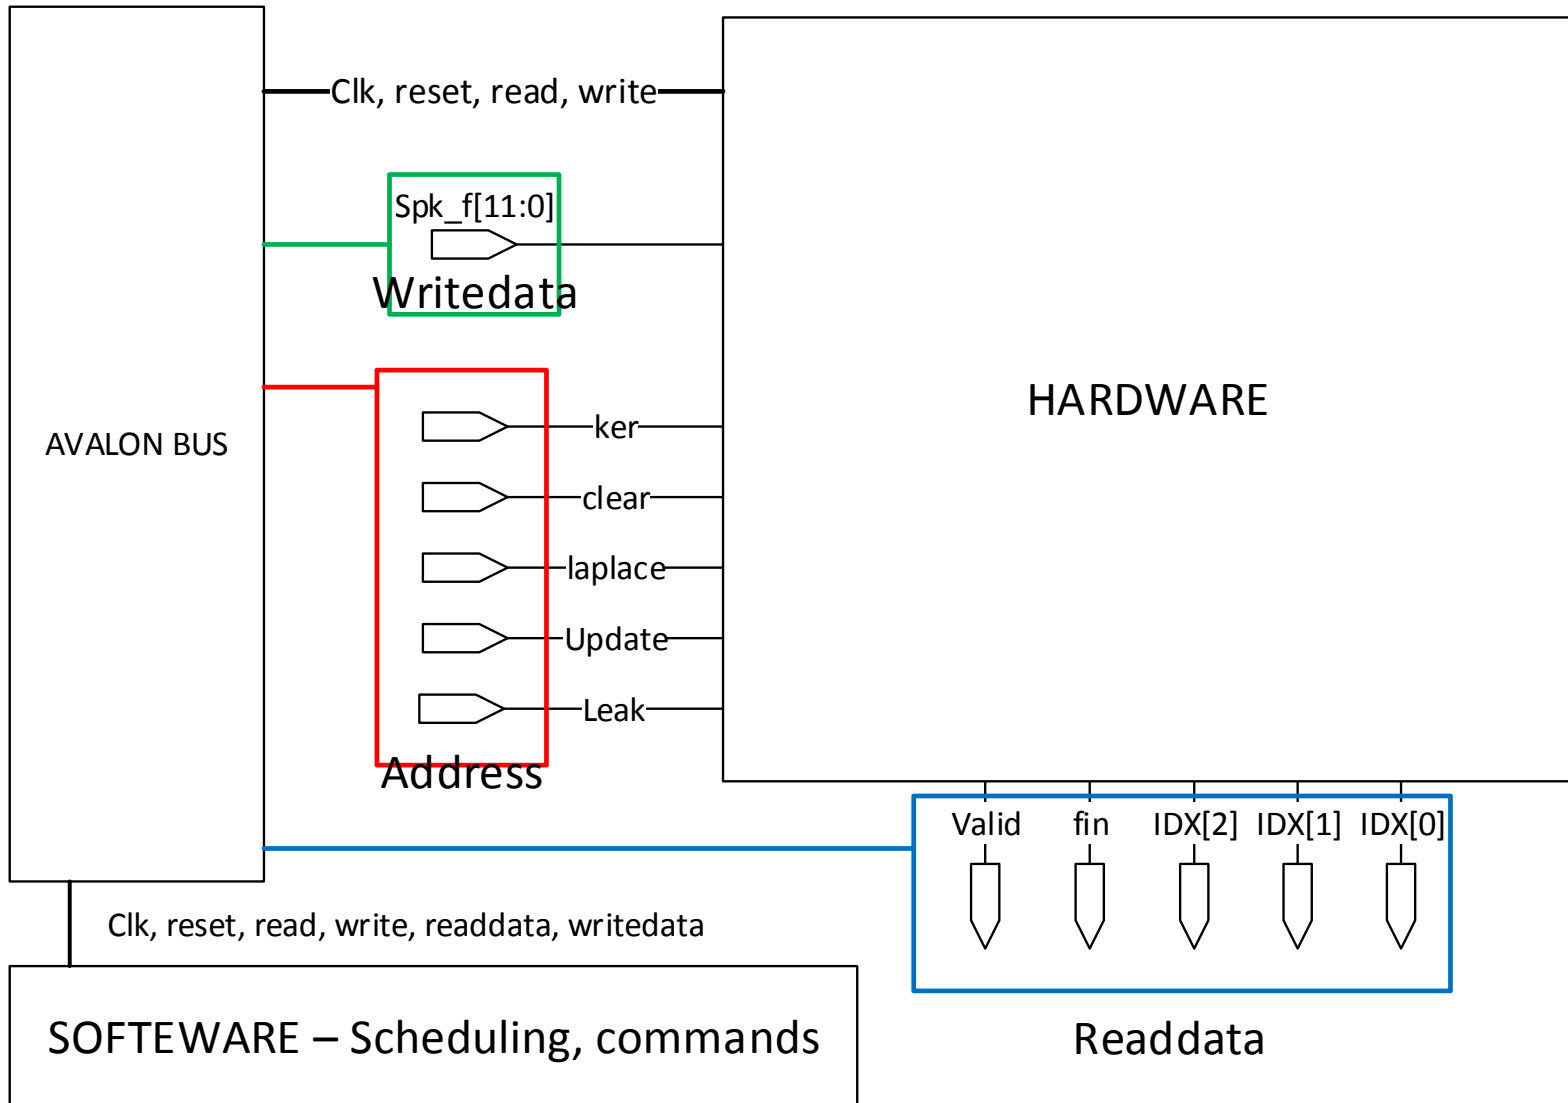 Clk, reset, read, write
Spk_f[11:0]
Writedata
HARDWARE
AVALON BUS
ker
clear
laplace
Update
Leak
Address
Valid fin IDX[2] IDX[1] IDX[0]
Clk, reset, read, write, readdata, writedata
SOFTEWARE – Scheduling, commands
Readdata